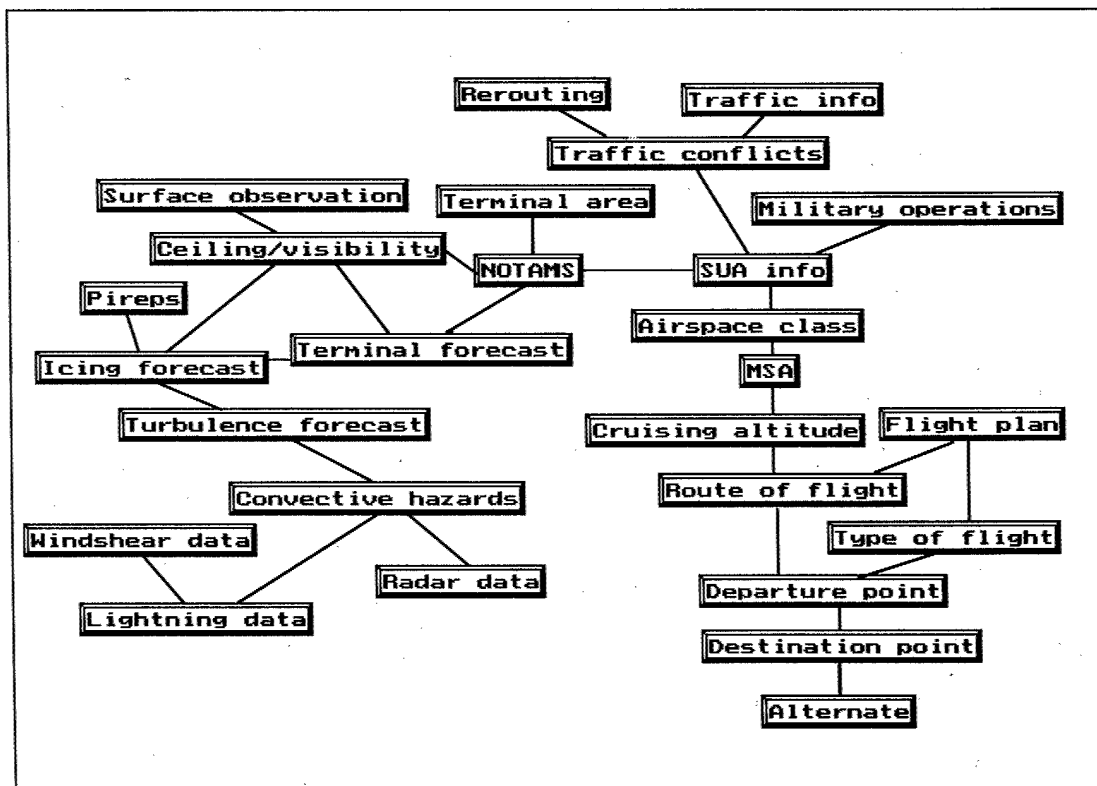 Rerouting
Traffic info
Traffic conflicts
Surface observation
Terminal area
Military operations
Ceiling/visibility
NOTAMS
SUA info
Pireps
Airspace class
Terminal forecast
Icing forecast
MSA
Turbulence forecast
Cruising altitude
Flight plan
Convective hazards
Route of flight
Windshear data
Type of flight
Radar data
Departure point
Lightning data
Destination point
Alternate